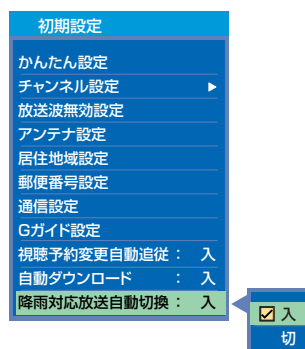 初期設定
かんたん設定
チャンネル設定 ▶
放送波無効設定
アンテナ設定
居住地域設定
郵便番号設定
通信設定
Gガイド設定
視聴予約変更自動追従： 入
自動ダウンロード ： 入
降雨対応放送自動切換： 入
☑ 入
切